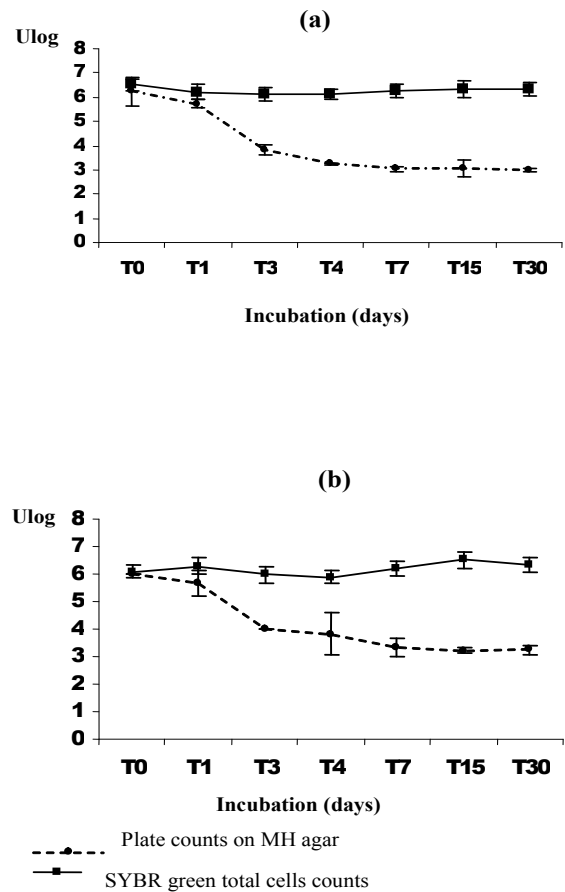 (a)
Ulog
8
7
6
5
4
3
2
1
0
T0 T1 T3 T4 T7 T15 T30
Incubation (days)
(b)
Ulog
8
7
6
5
4
3
2
1
0
T0 T1 T3 T4 T7 T15 T30
Incubation (days)
Plate counts on MH agar
SYBR green total cells counts